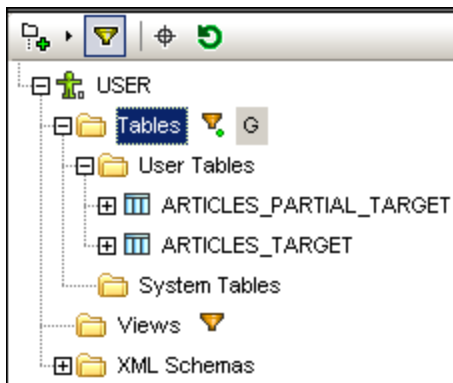 USER
Tables G
User Tables
ARTICLES_PARTIAL_TARGET
ARTICLES_TARGET
System Tables
Views
XML Schemas